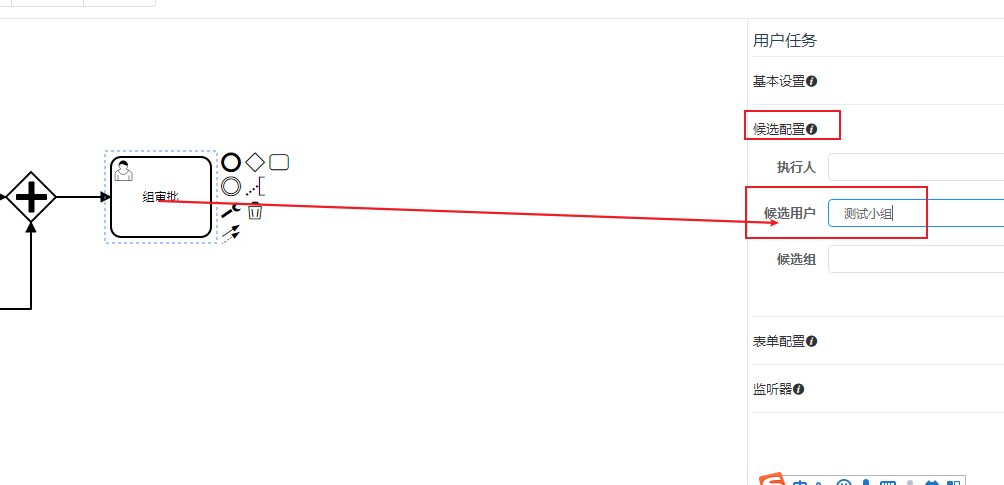 用户任务
基本设置
候选配置
组审批
执行人
候选用户 测试小组
候选组
表单配置
监听器
中